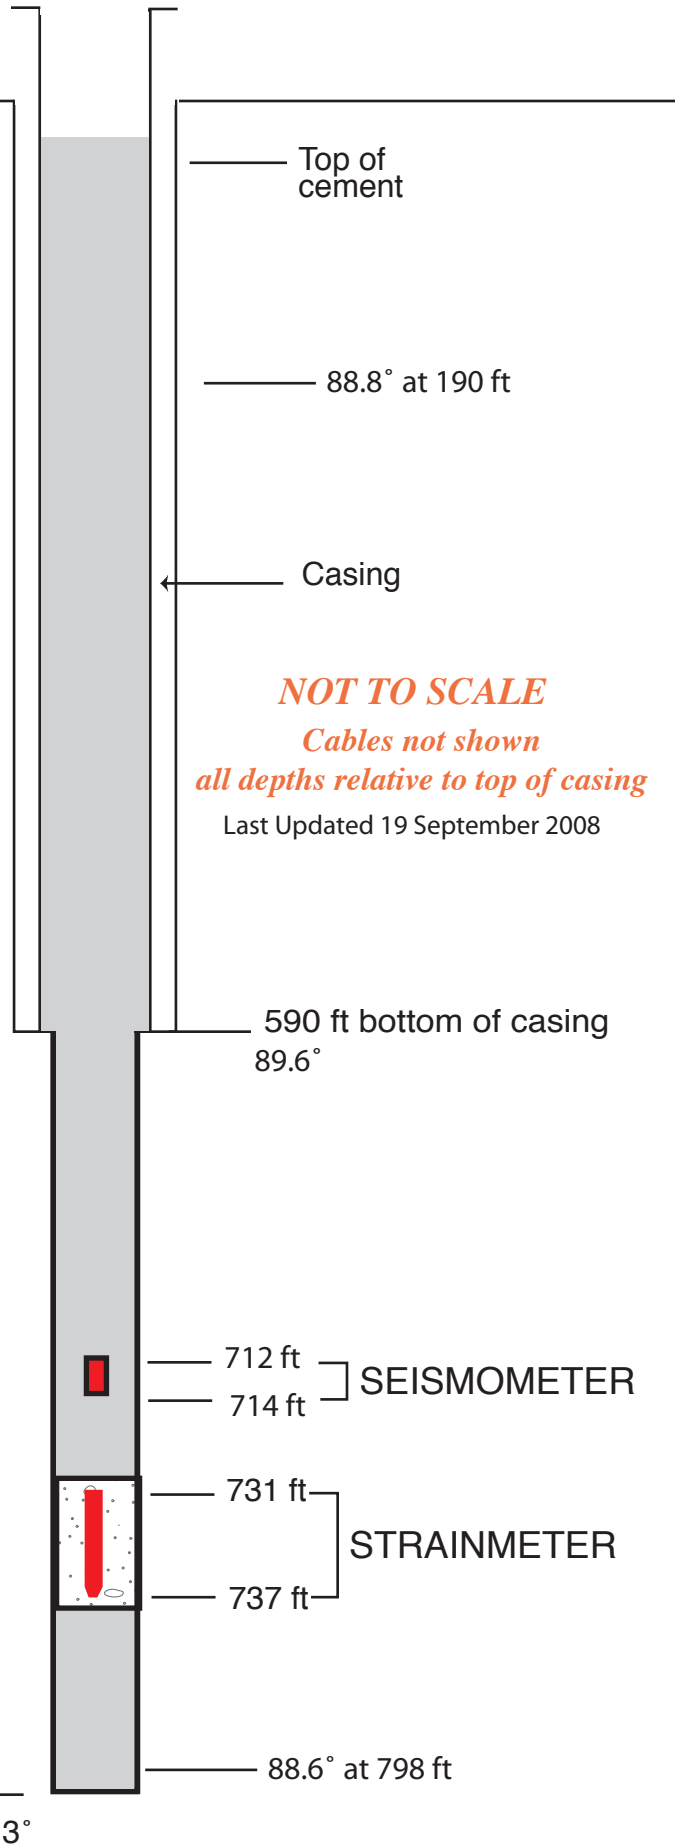 Top of
cement
88.8˚ at 190 ft
Casing
NOT TO SCALE
Cables not shown
all depths relative to top of casing
Last Updated 19 September 2008
590 ft bottom of casing
89.6˚
712 ft
SEISMOMETER
714 ft
731 ft
STRAINMETER
737 ft
88.6˚ at 798 ft
3˚